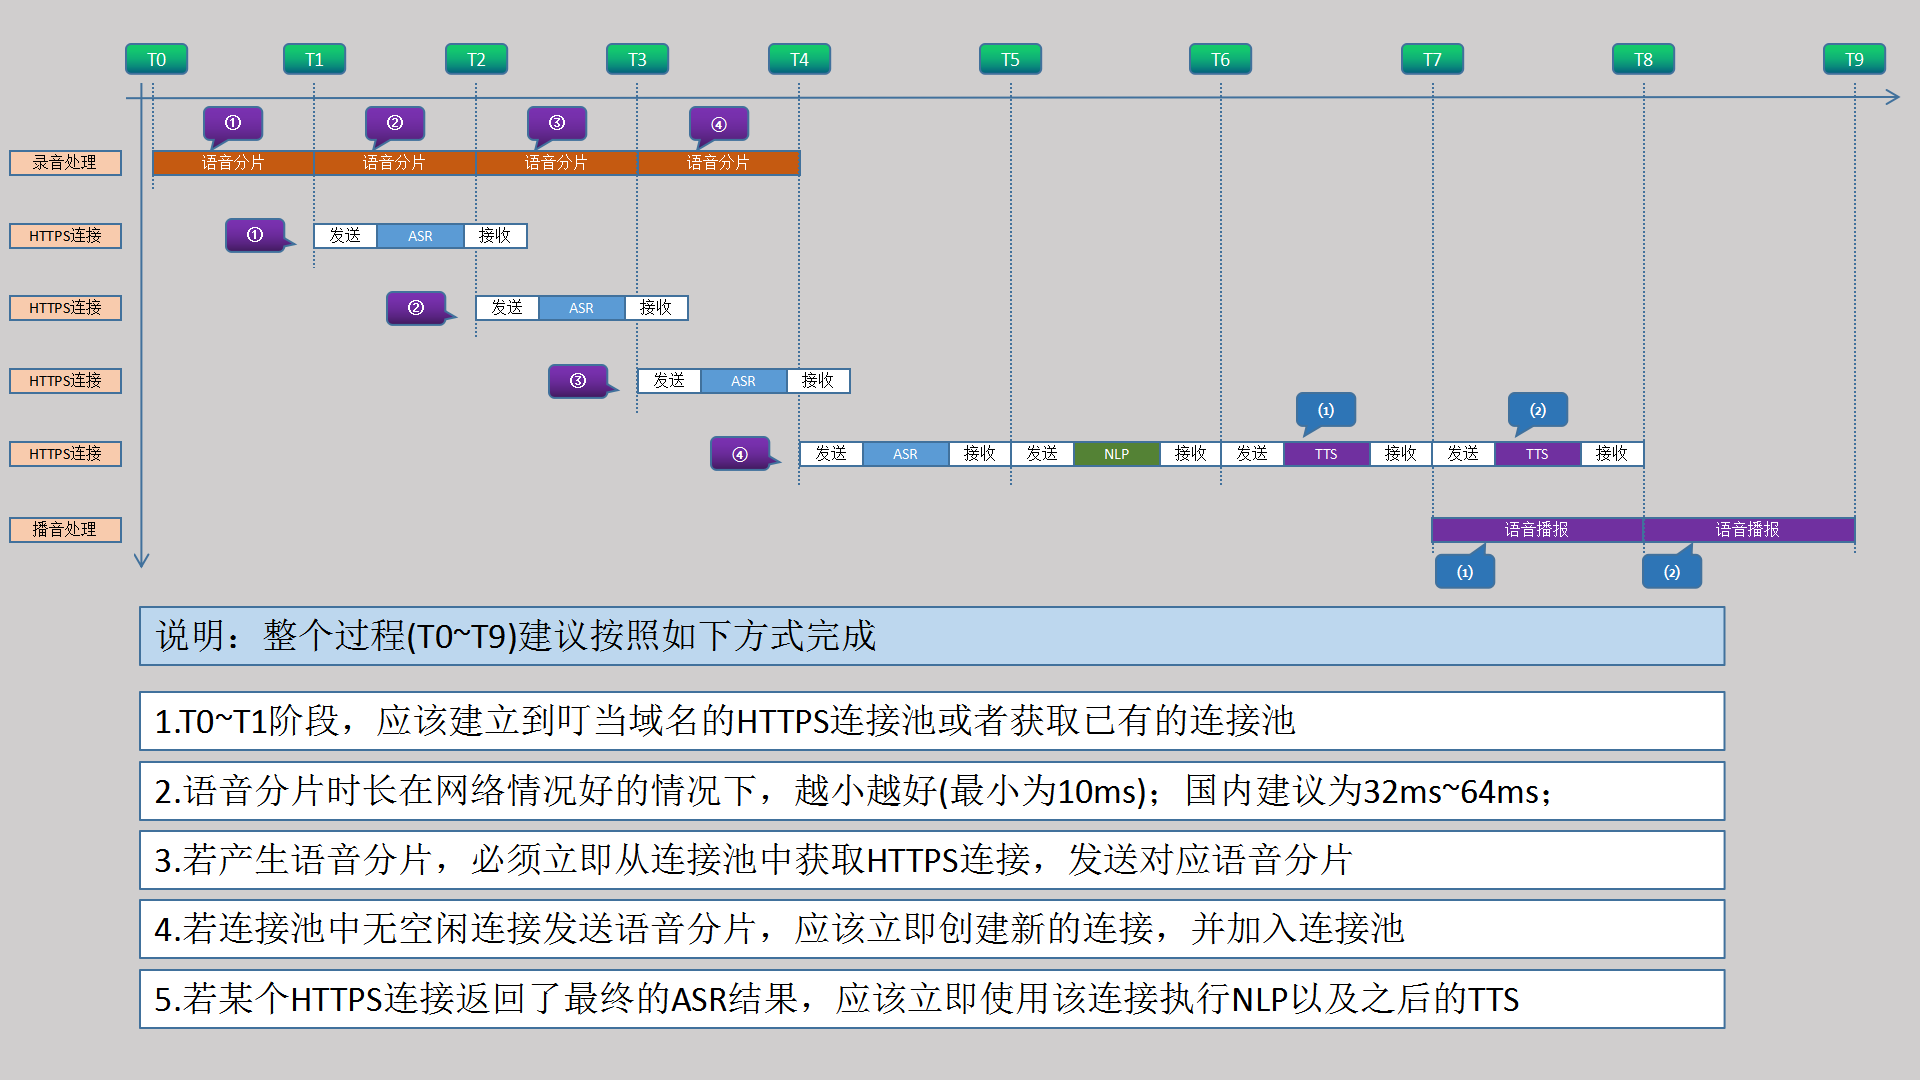 T0 T1 T2 T3 T4 T5 T6 T7 T8 T9
① ② ③ ④
录音处理 语音分片 语音分片 语音分片 语音分片
HTTPS连接 ① 发送 ASR 接收
HTTPS连接 ② 发送 ASR 接收
HTTPS连接 ③ 发送 ASR 接收
⑴ ⑵
HTTPS连接 ④ 发送 ASR 接收 发送 NLP 接收 发送 TTS 接收 发送 TTS 接收
播音处理 语音播报 语音播报
⑴ ⑵
说明：整个过程(T0~T9)建议按照如下方式完成
1.T0~T1阶段，应该建立到叮当域名的HTTPS连接池或者获取已有的连接池
2.语音分片时长在网络情况好的情况下，越小越好(最小为10ms)；国内建议为32ms~64ms；
3.若产生语音分片，必须立即从连接池中获取HTTPS连接，发送对应语音分片
4.若连接池中无空闲连接发送语音分片，应该立即创建新的连接，并加入连接池
5.若某个HTTPS连接返回了最终的ASR结果，应该立即使用该连接执行NLP以及之后的TTS